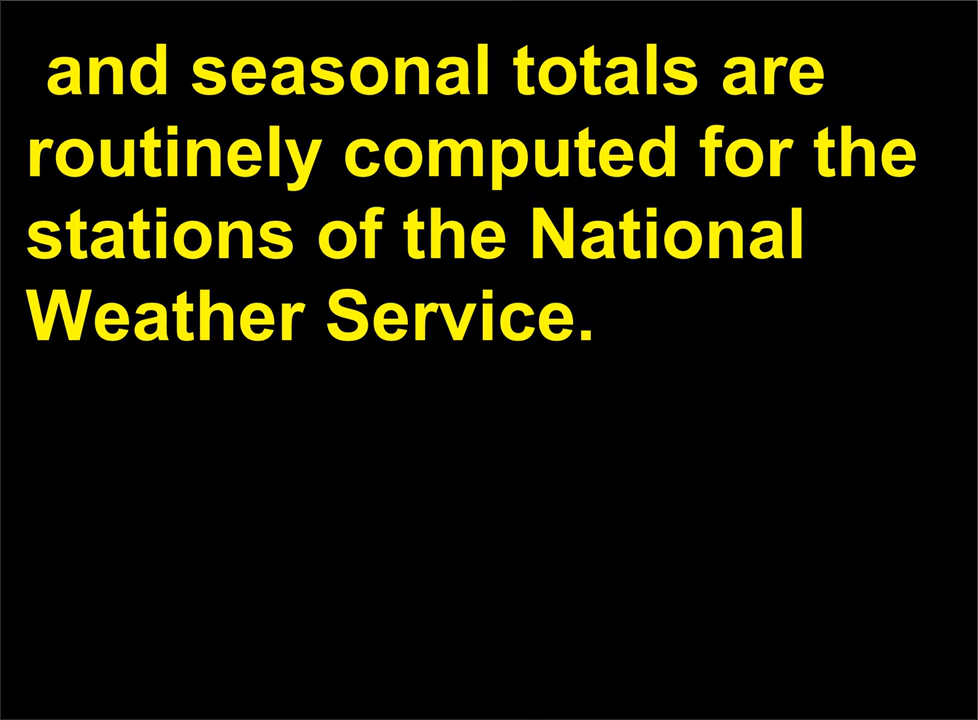 and seasonal totals are
routinely computed for the
stations of the National
Weather Service.